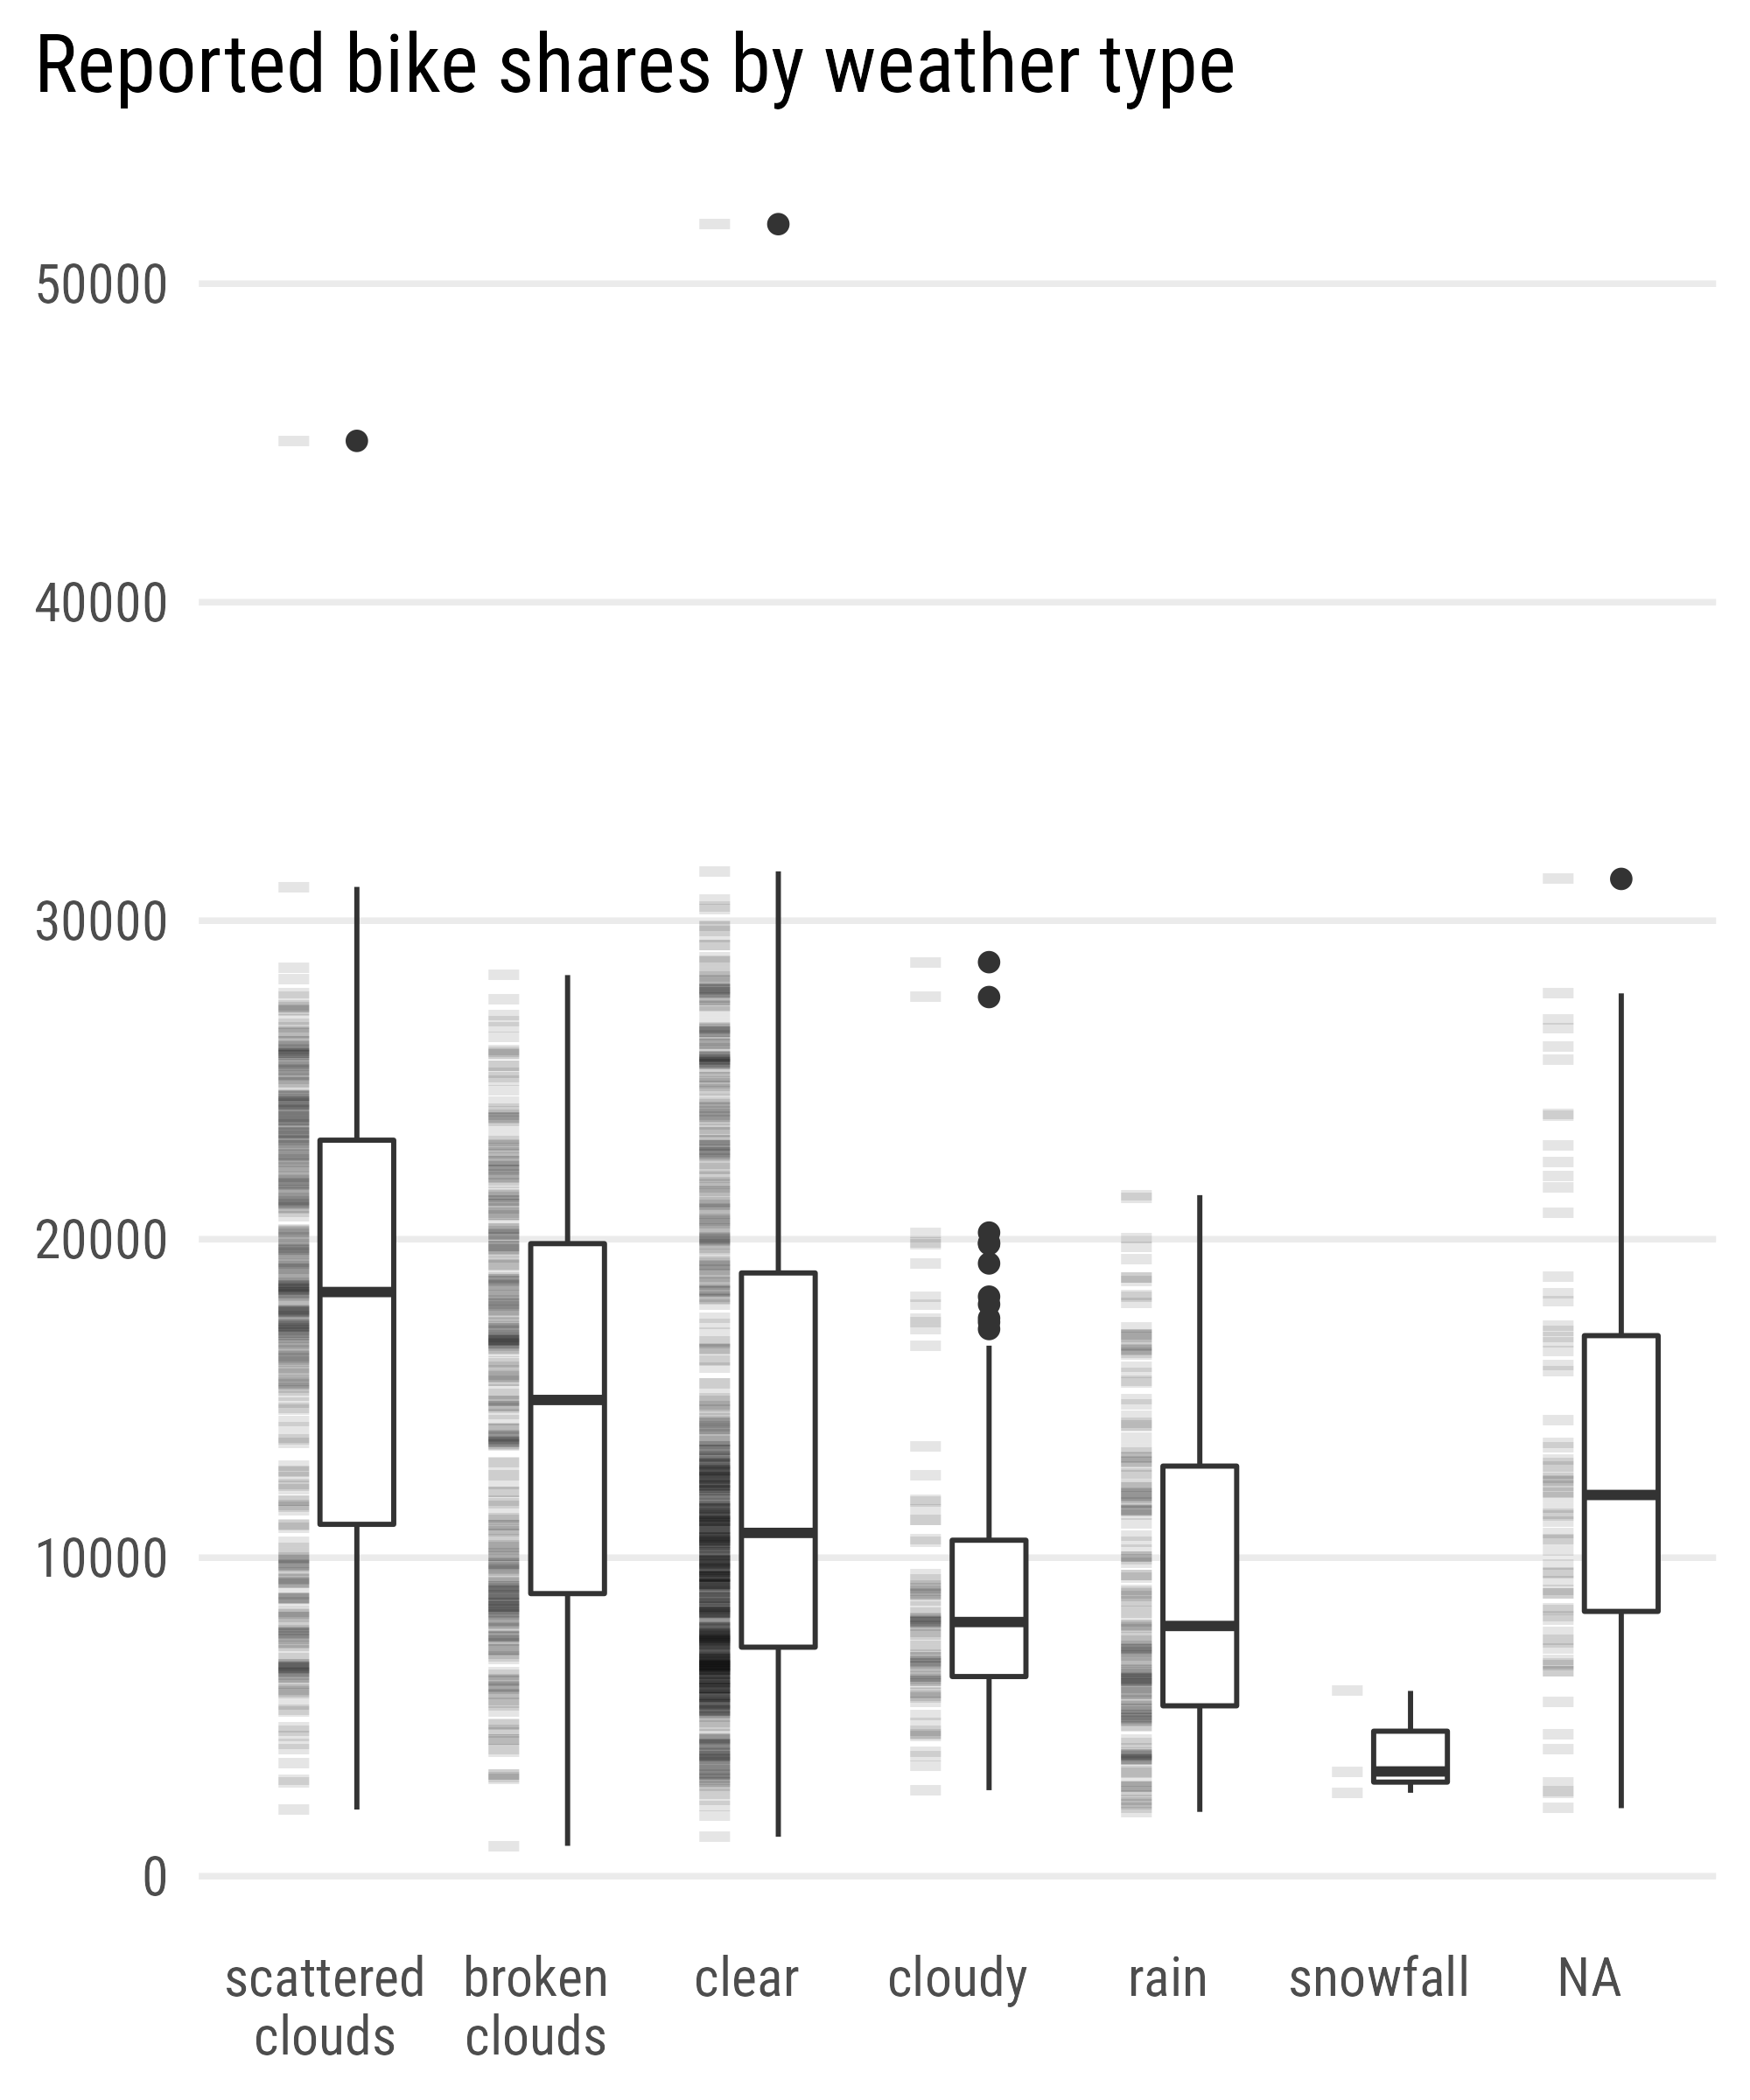 Reported bike shares by weather type
50000
40000
30000
20000
10000
0
scattered clouds
broken clouds
clear
cloudy
rain
snowfall
NA